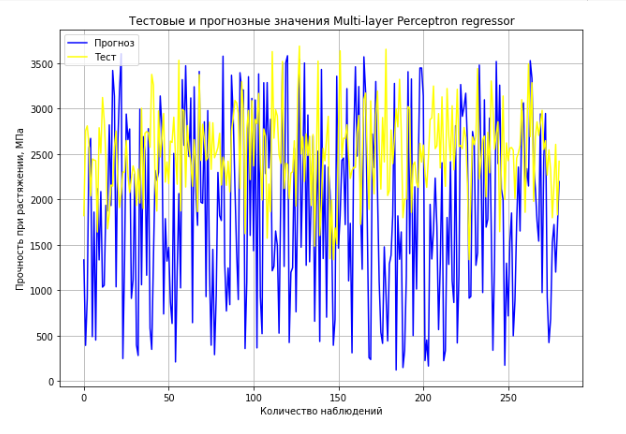 Тестовые и прогнозные значения Multi-layer Perceptron regressor
Прогноз
Тест
Прочность при растяжении, МПа
3500
3000
2500
2000
1500
1000
500
0
0 50 100 150 200 250
Количество наблюдений